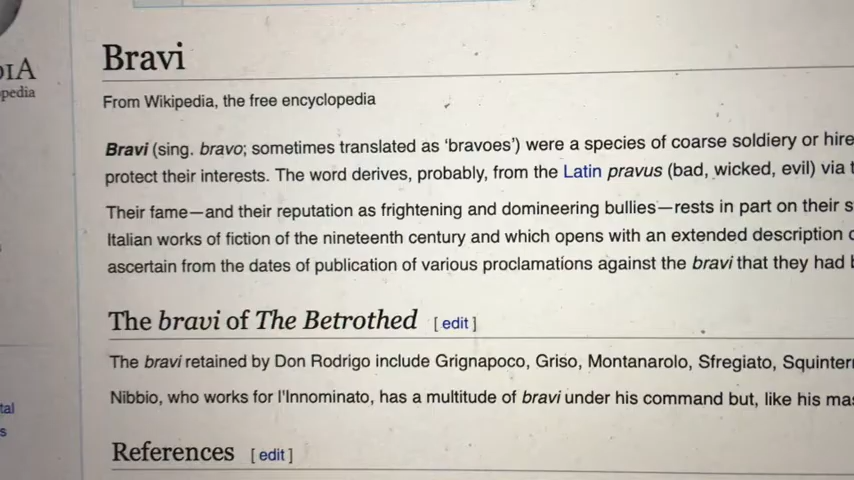 Bravi
From Wikipedia, the free encyclopedia
Bravi (sing. bravo; sometimes translated as ‘bravoes’) were a species of coarse soldiery or hire
protect their interests. The word derives, probably, from the Latin pravus (bad, wicked, evil) via
Their fame—and their reputation as frightening and domineering bullies—rests in part on their
Italian works of fiction of the nineteenth century and which opens with an extended description
ascertain from the dates of publication of various proclamations against the bravi that they had
The bravi of The Betrothed [ edit ]
The bravi retained by Don Rodrigo include Grignapoco, Griso, Montanarolo, Sfregiato,
Nibbio, who works for l'Innominato, has a multitude of bravi under his command but, like his
References [ edit ]